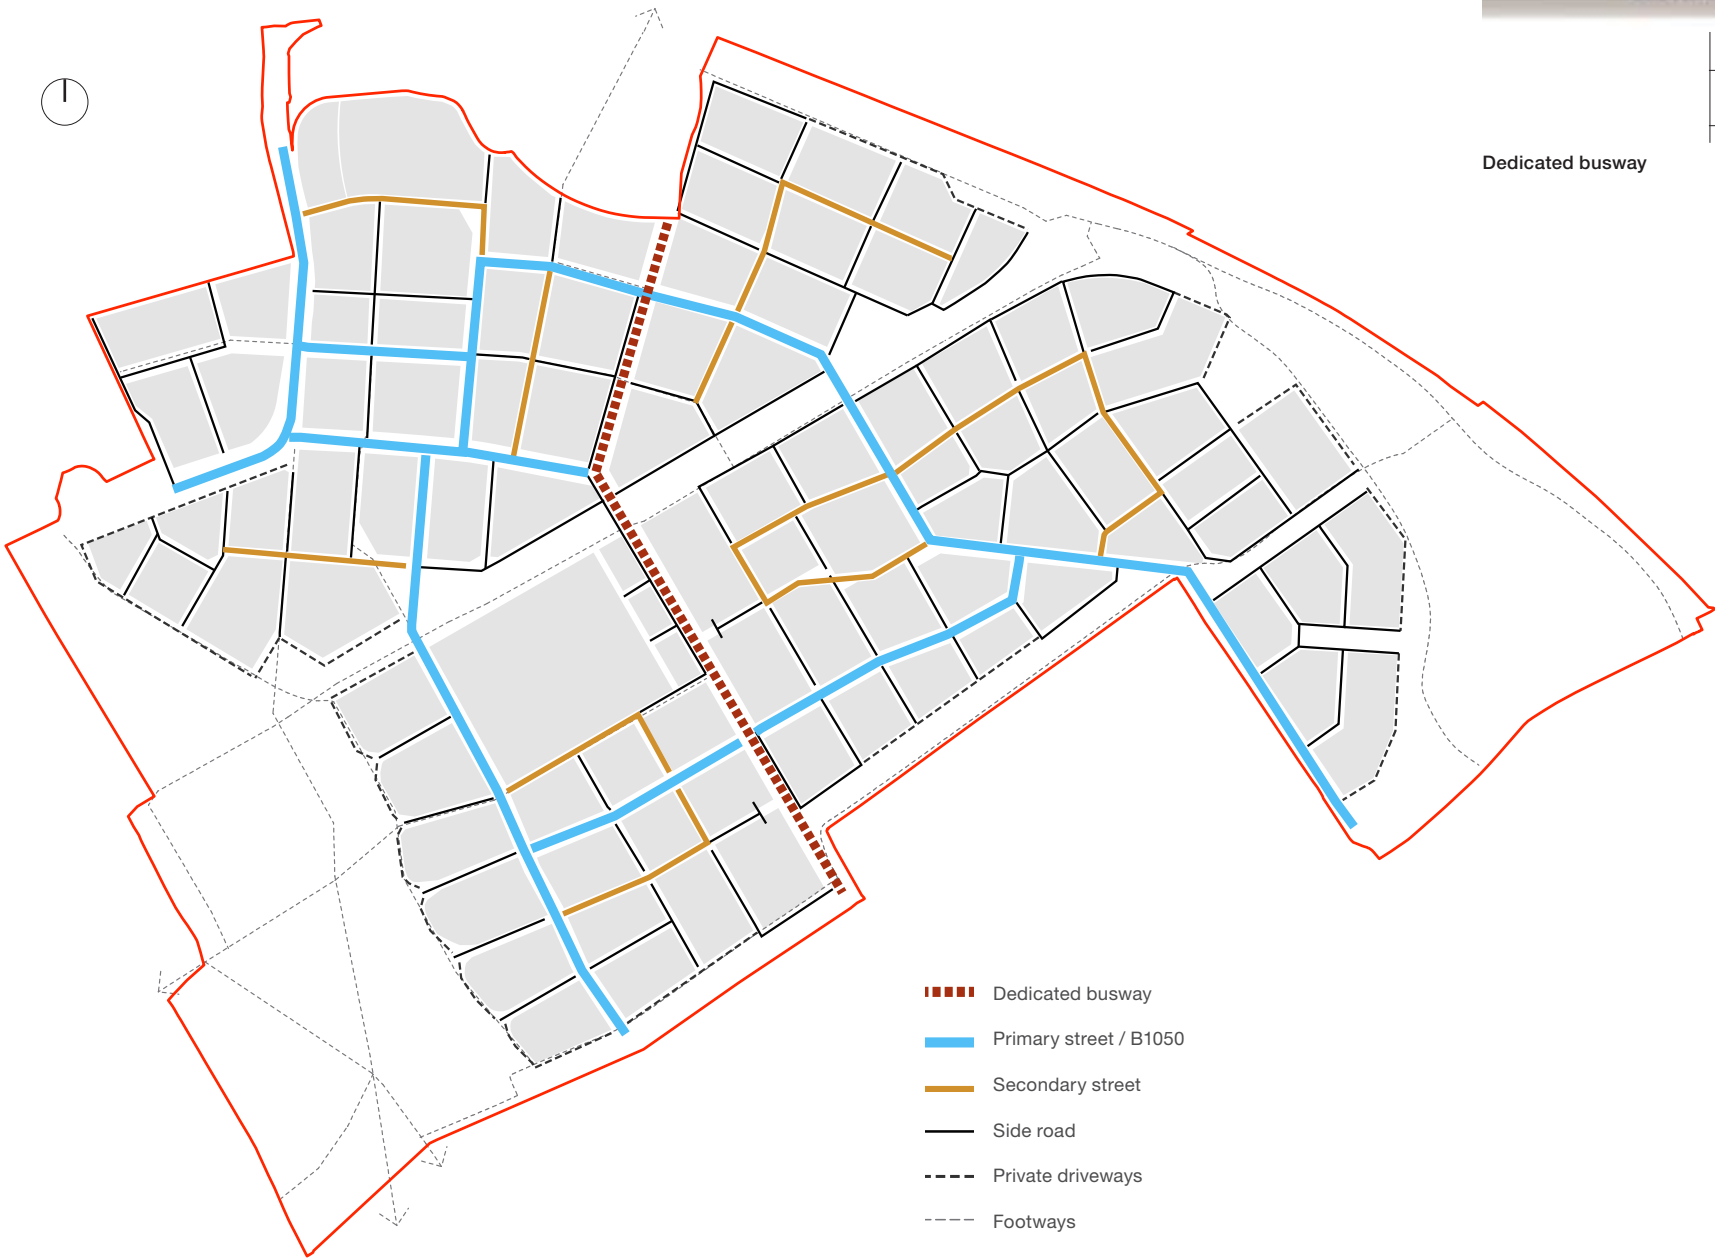 Dedicated busway
Dedicated busway
Primary street / B1050
Secondary street
Side road
Private driveways
Footways